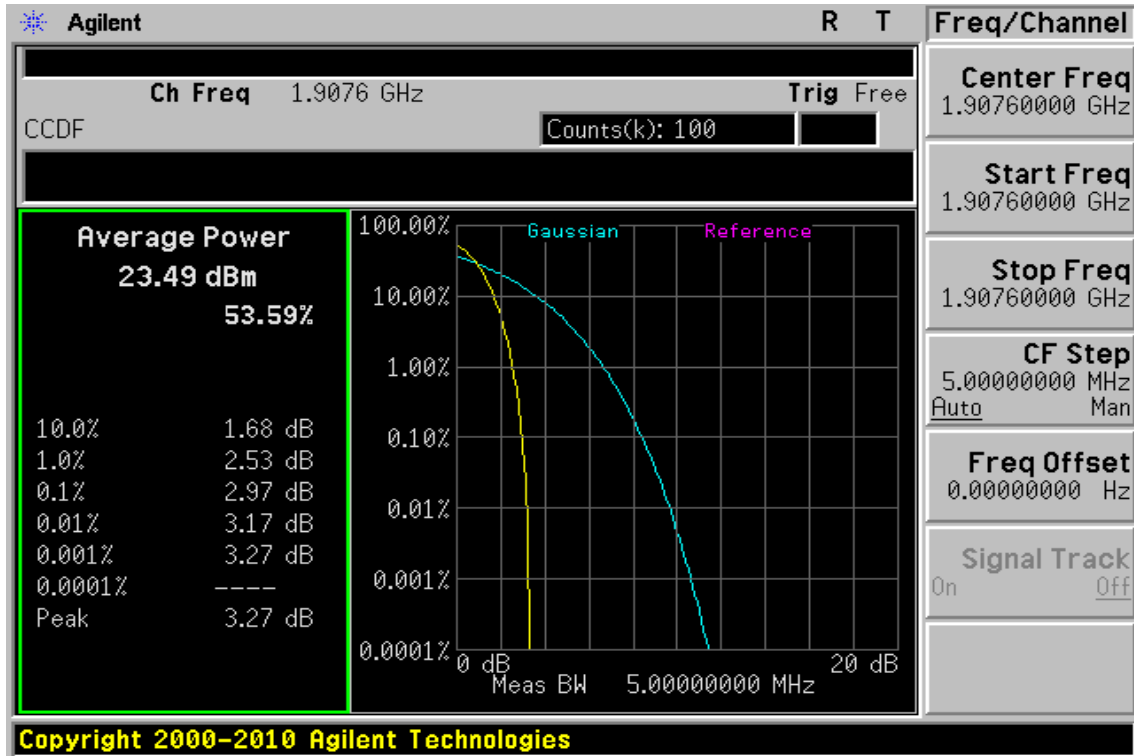 Agilent R T
Ch Freq 1.9076 GHz Trig Free
CCDF Counts(k): 100
Average Power
23.49 dBm
53.59%
10.0% 1.68 dB
1.0% 2.53 dB
0.1% 2.97 dB
0.01% 3.17 dB
0.001% 3.27 dB
0.0001% ----
Peak 3.27 dB
Gaussian Reference
100.00%
10.00%
1.00%
0.10%
0.01%
0.001%
0.0001%
0 dB 20 dB
Meas BW 5.00000000 MHz
Freq/Channel
Center Freq
1.90760000 GHz
Start Freq
1.90760000 GHz
Stop Freq
1.90760000 GHz
CF Step
5.00000000 MHz
Auto Man
Freq Offset
0.00000000 Hz
Signal Track
On Off
Copyright 2000-2010 Agilent Technologies